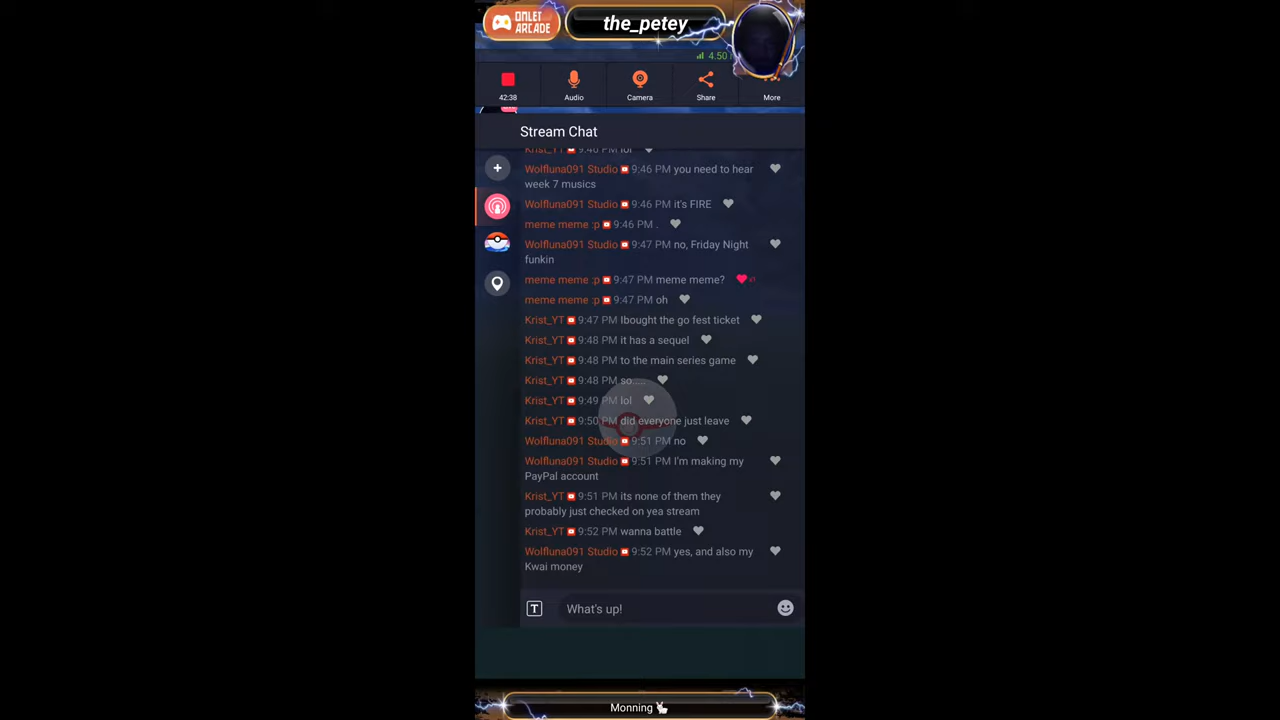 OMLET
ARCADE
the_petey
4.50
42:38
Audio
Camera
Share
More
Stream Chat
Krist_YT 9:46 PM lol
Wolfluna091 Studio 9:46 PM you need to hear
week 7 musics
Wolfluna091 Studio 9:46 PM it's FIRE
meme meme :p 9:46 PM .
Wolfluna091 Studio 9:47 PM no, Friday Night
funkin
meme meme :p 9:47 PM meme meme?
meme meme :p 9:47 PM oh
Krist_YT 9:47 PM Ibought the go fest ticket
Krist_YT 9:48 PM it has a sequel
Krist_YT 9:48 PM to the main series game
Krist_YT 9:48 PM so.....
Krist_YT 9:49 PM lol
Krist_YT 9:50 PM did everyone just leave
Wolfluna091 Studio 9:51 PM no
Wolfluna091 Studio 9:51 PM I'm making my
PayPal account
Krist_YT 9:51 PM its none of them they
probably just checked on yea stream
Krist_YT 9:52 PM wanna battle
Wolfluna091 Studio 9:52 PM yes, and also my
Kwai money
T
What's up!
Monning